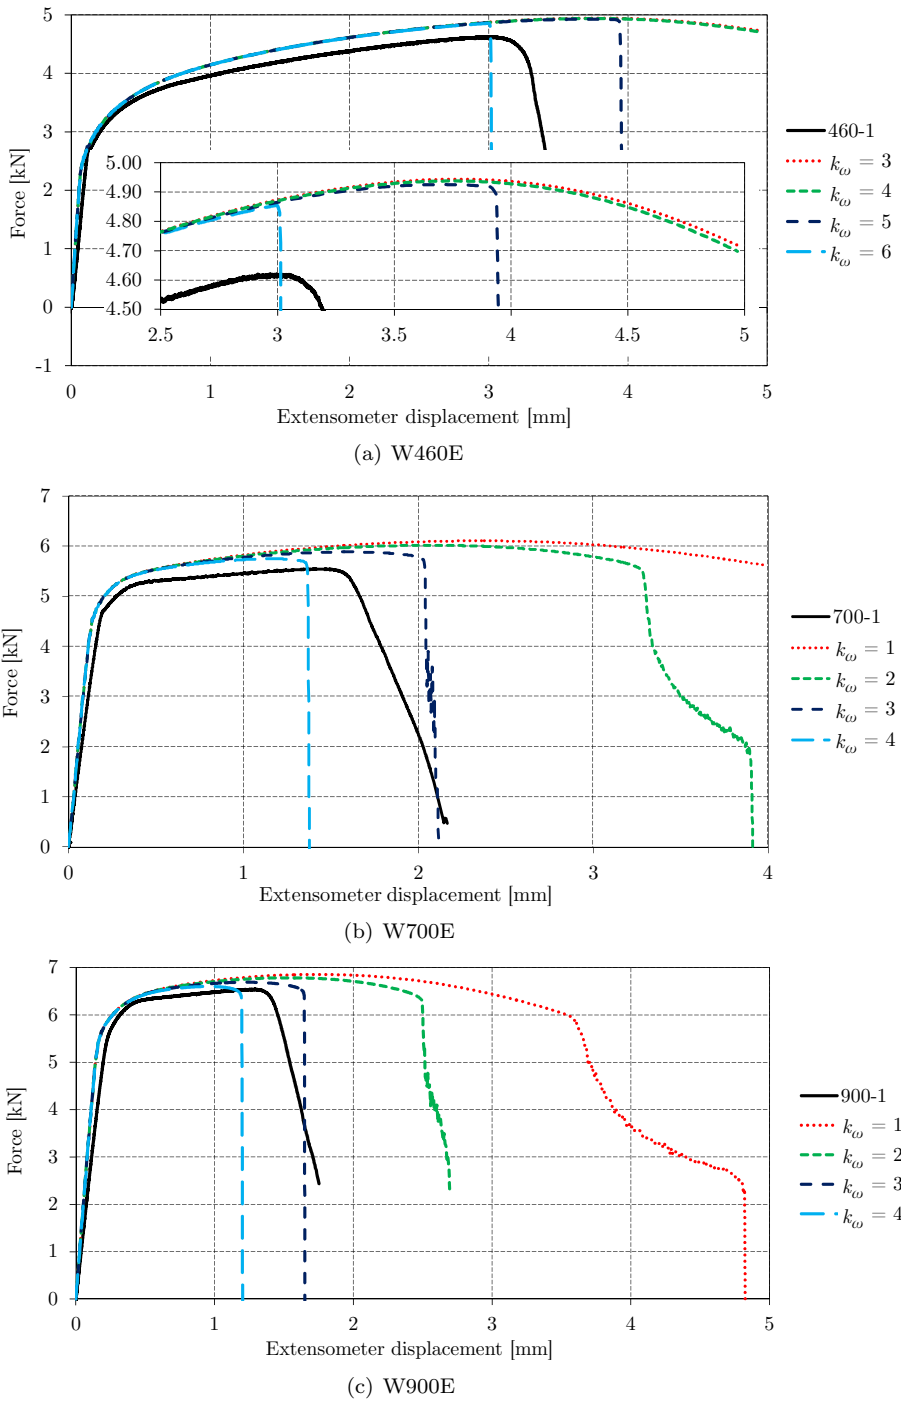 5
4
3
2
1
0
-1
Force [kN]
5.00
4.90
4.80
4.70
4.60
4.50
2.5 3 3.5 4 4.5 5
0 1 2 3 4 5
Extensometer displacement [mm]
460-1
kω = 3
kω = 4
kω = 5
kω = 6
(a) W460E
7
6
5
4
3
2
1
0
Force [kN]
0 1 2 3 4
Extensometer displacement [mm]
700-1
kω = 1
kω = 2
kω = 3
kω = 4
(b) W700E
7
6
5
4
3
2
1
0
Force [kN]
0 1 2 3 4 5
Extensometer displacement [mm]
900-1
kω = 1
kω = 2
kω = 3
kω = 4
(c) W900E